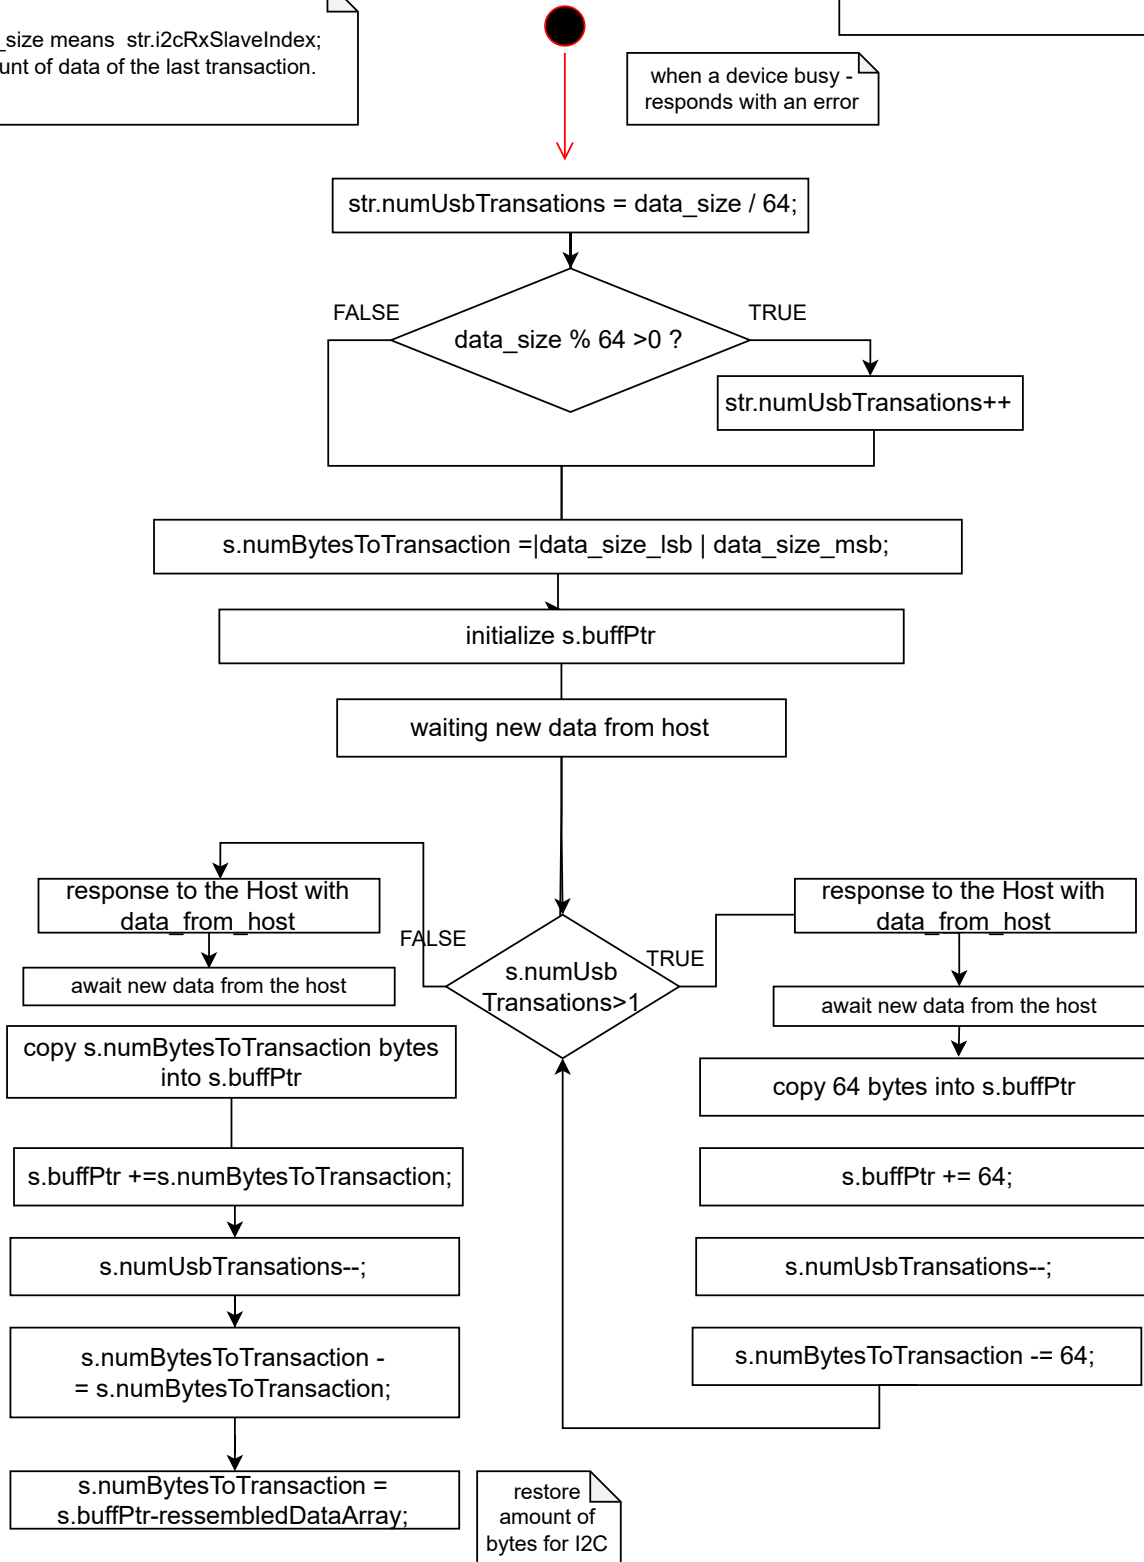 _size means  str.i2cRxSlaveIndex;
unt of data of the last transaction.
when a device busy -
responds with an error
str.numUsbTransations = data_size / 64;
FALSE
TRUE
data_size % 64 >0 ?
str.numUsbTransations++
s.numBytesToTransaction =|data_size_lsb | data_size_msb;
initialize s.buffPtr
waiting new data from host
response to the Host with
data_from_host
response to the Host with
data_from_host
FALSE
TRUE
s.numUsb
Transations>1
await new data from the host
await new data from the host
copy s.numBytesToTransaction bytes
into s.buffPtr
copy 64 bytes into s.buffPtr
s.buffPtr +=s.numBytesToTransaction;
s.buffPtr += 64;
s.numUsbTransations--;
s.numUsbTransations--;
s.numBytesToTransaction -
= s.numBytesToTransaction;
s.numBytesToTransaction -= 64;
s.numBytesToTransaction =
s.buffPtr-ressembledDataArray;
restore
amount of
bytes for I2C